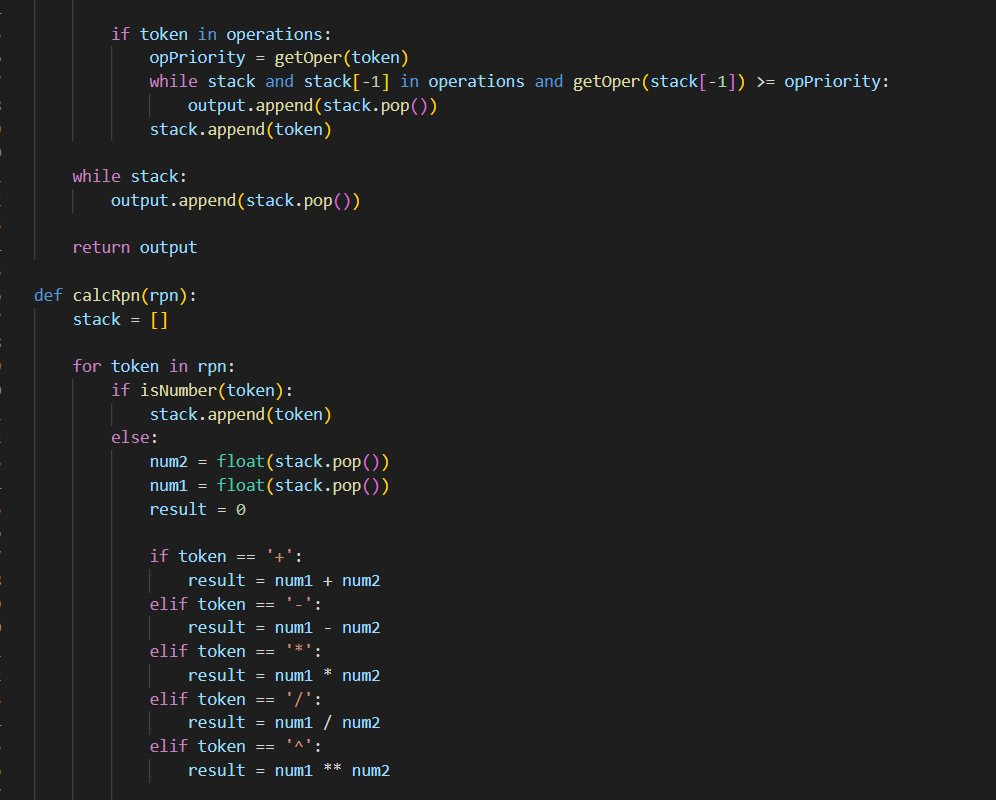 if token in operations:
opPriority = getOper(token)
while stack and stack[-1] in operations and getOper(stack[-1]) >= opPriority:
output.append(stack.pop())
stack.append(token)
while stack:
output.append(stack.pop())
return output
def calcRpn(rpn):
stack = []
for token in rpn:
if isNumber(token):
stack.append(token)
else:
num2 = float(stack.pop())
num1 = float(stack.pop())
result = 0
if token == '+':
result = num1 + num2
elif token == '-':
result = num1 - num2
elif token == '*':
result = num1 * num2
elif token == '/':
result = num1 / num2
elif token == '^':
result = num1 ** num2